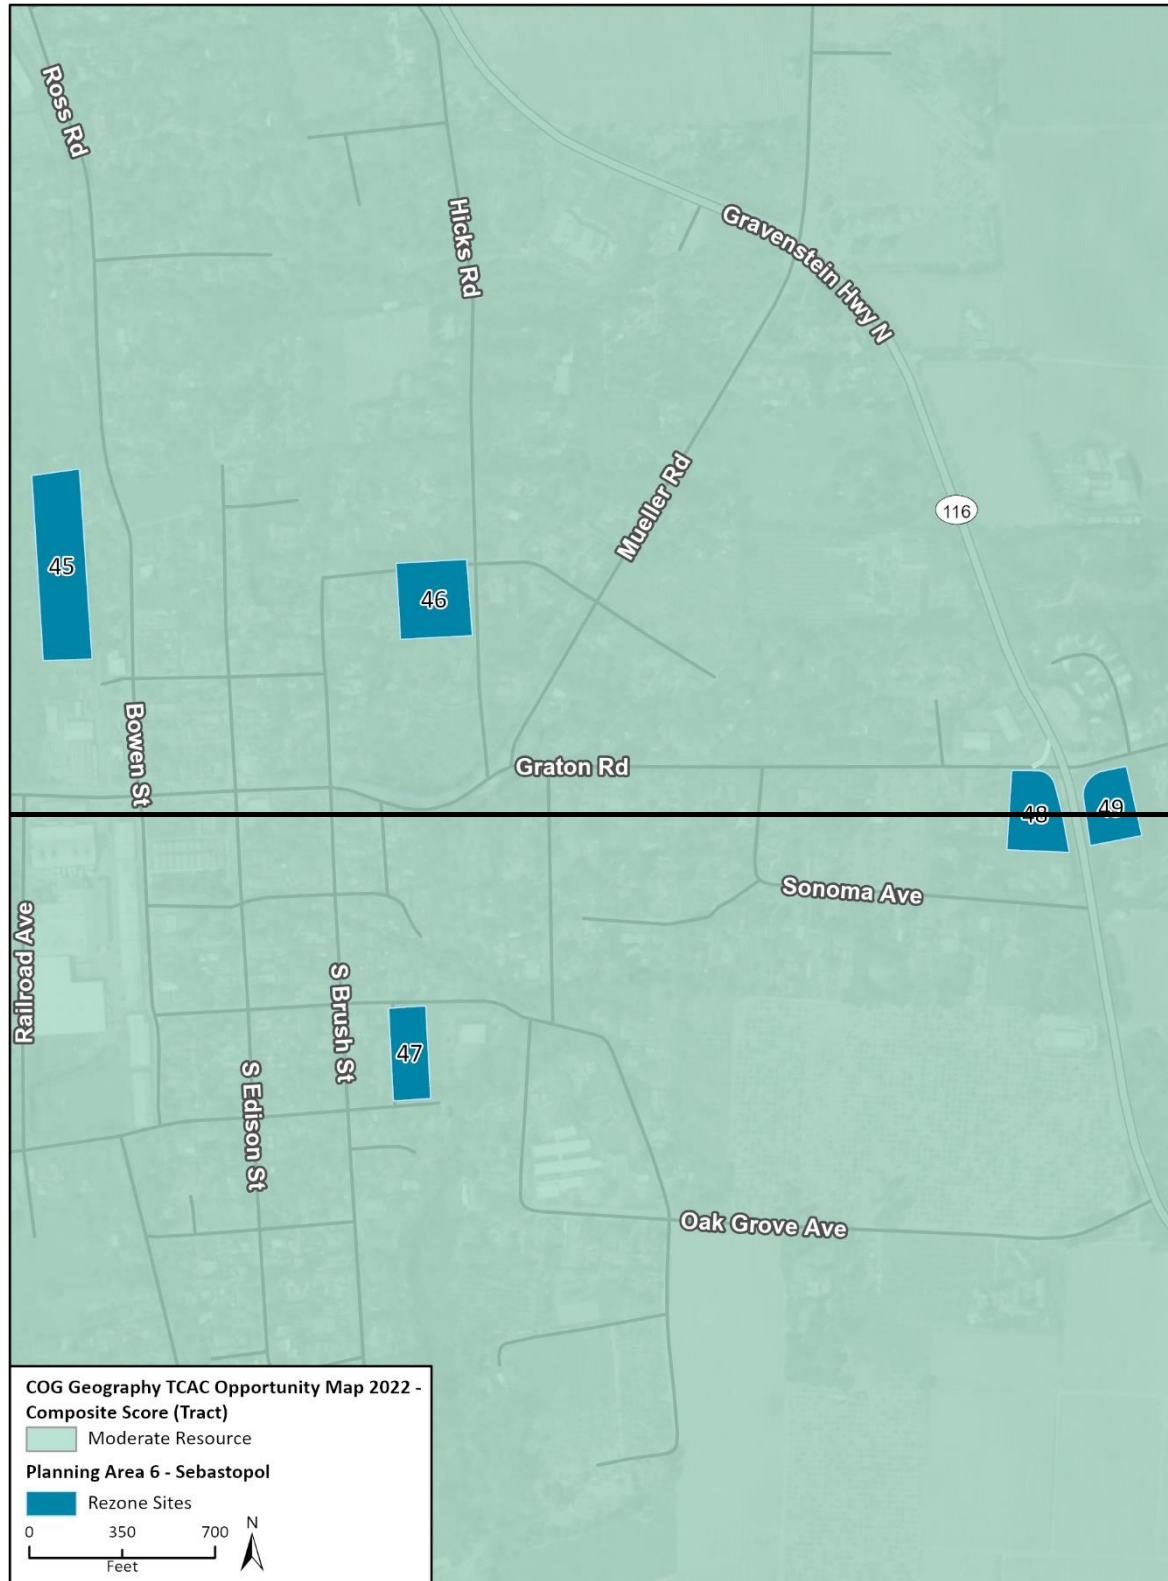 Ross Rd
Hicks Rd
Gravenstein Hwy N
Mueller Rd
116
45
46
Bowen St
Graton Rd
48
49
Sonoma Ave
Railroad Ave
S Brush St
47
S Edison St
Oak Grove Ave
COG Geography TCAC Opportunity Map 2022 -
Composite Score (Tract)
Moderate Resource
Planning Area 6 - Sebastopol
Rezone Sites
0 350 700
Feet
N